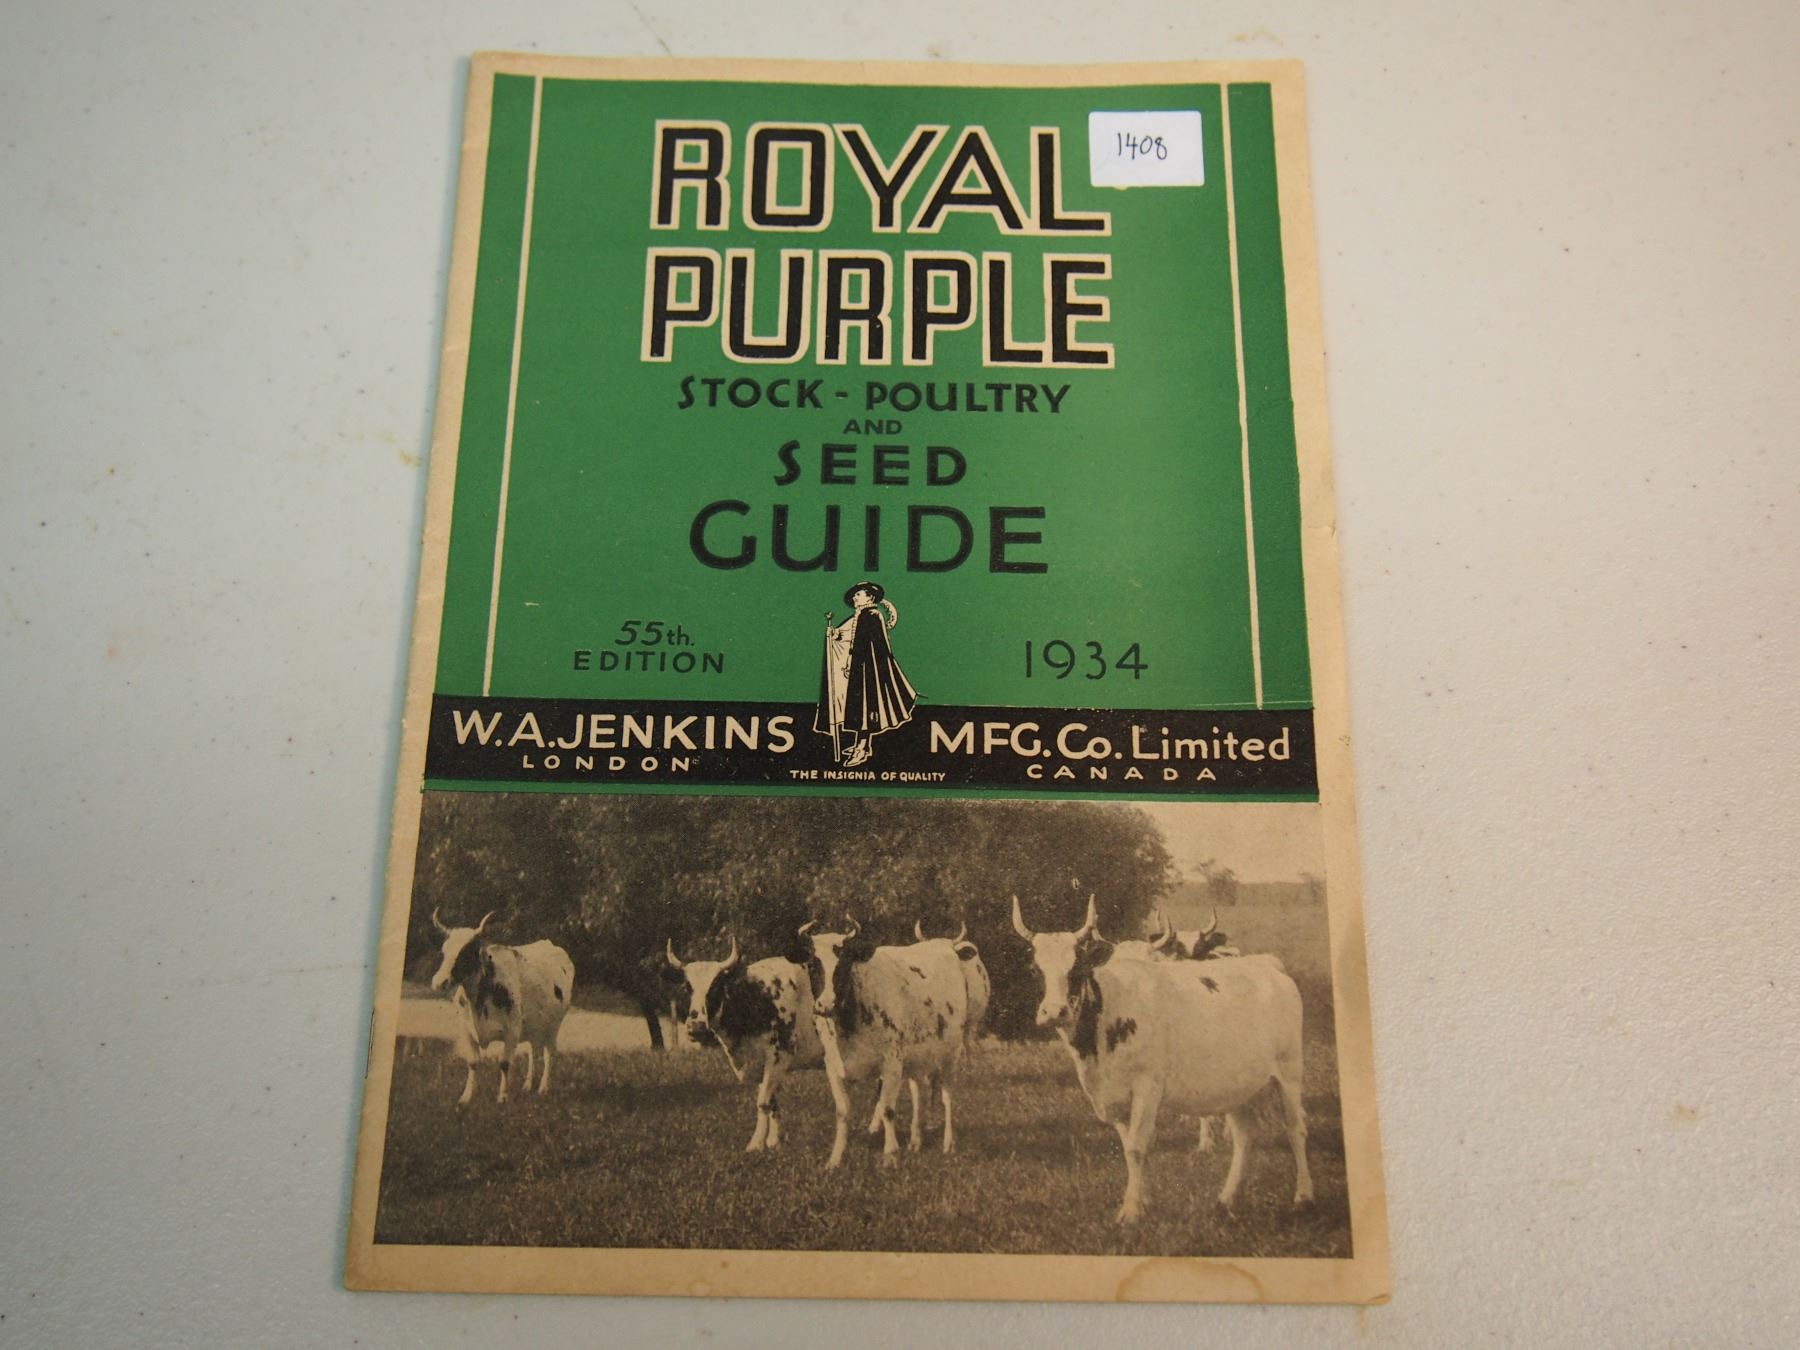 1408
ROYAL
PURPLE
STOCK - POULTRY
AND
SEED
GUIDE
55th.
EDITION
1934
W.A.JENKINS MFG. Co. Limited
LONDON CANADA
THE INSIGNIA OF QUALITY